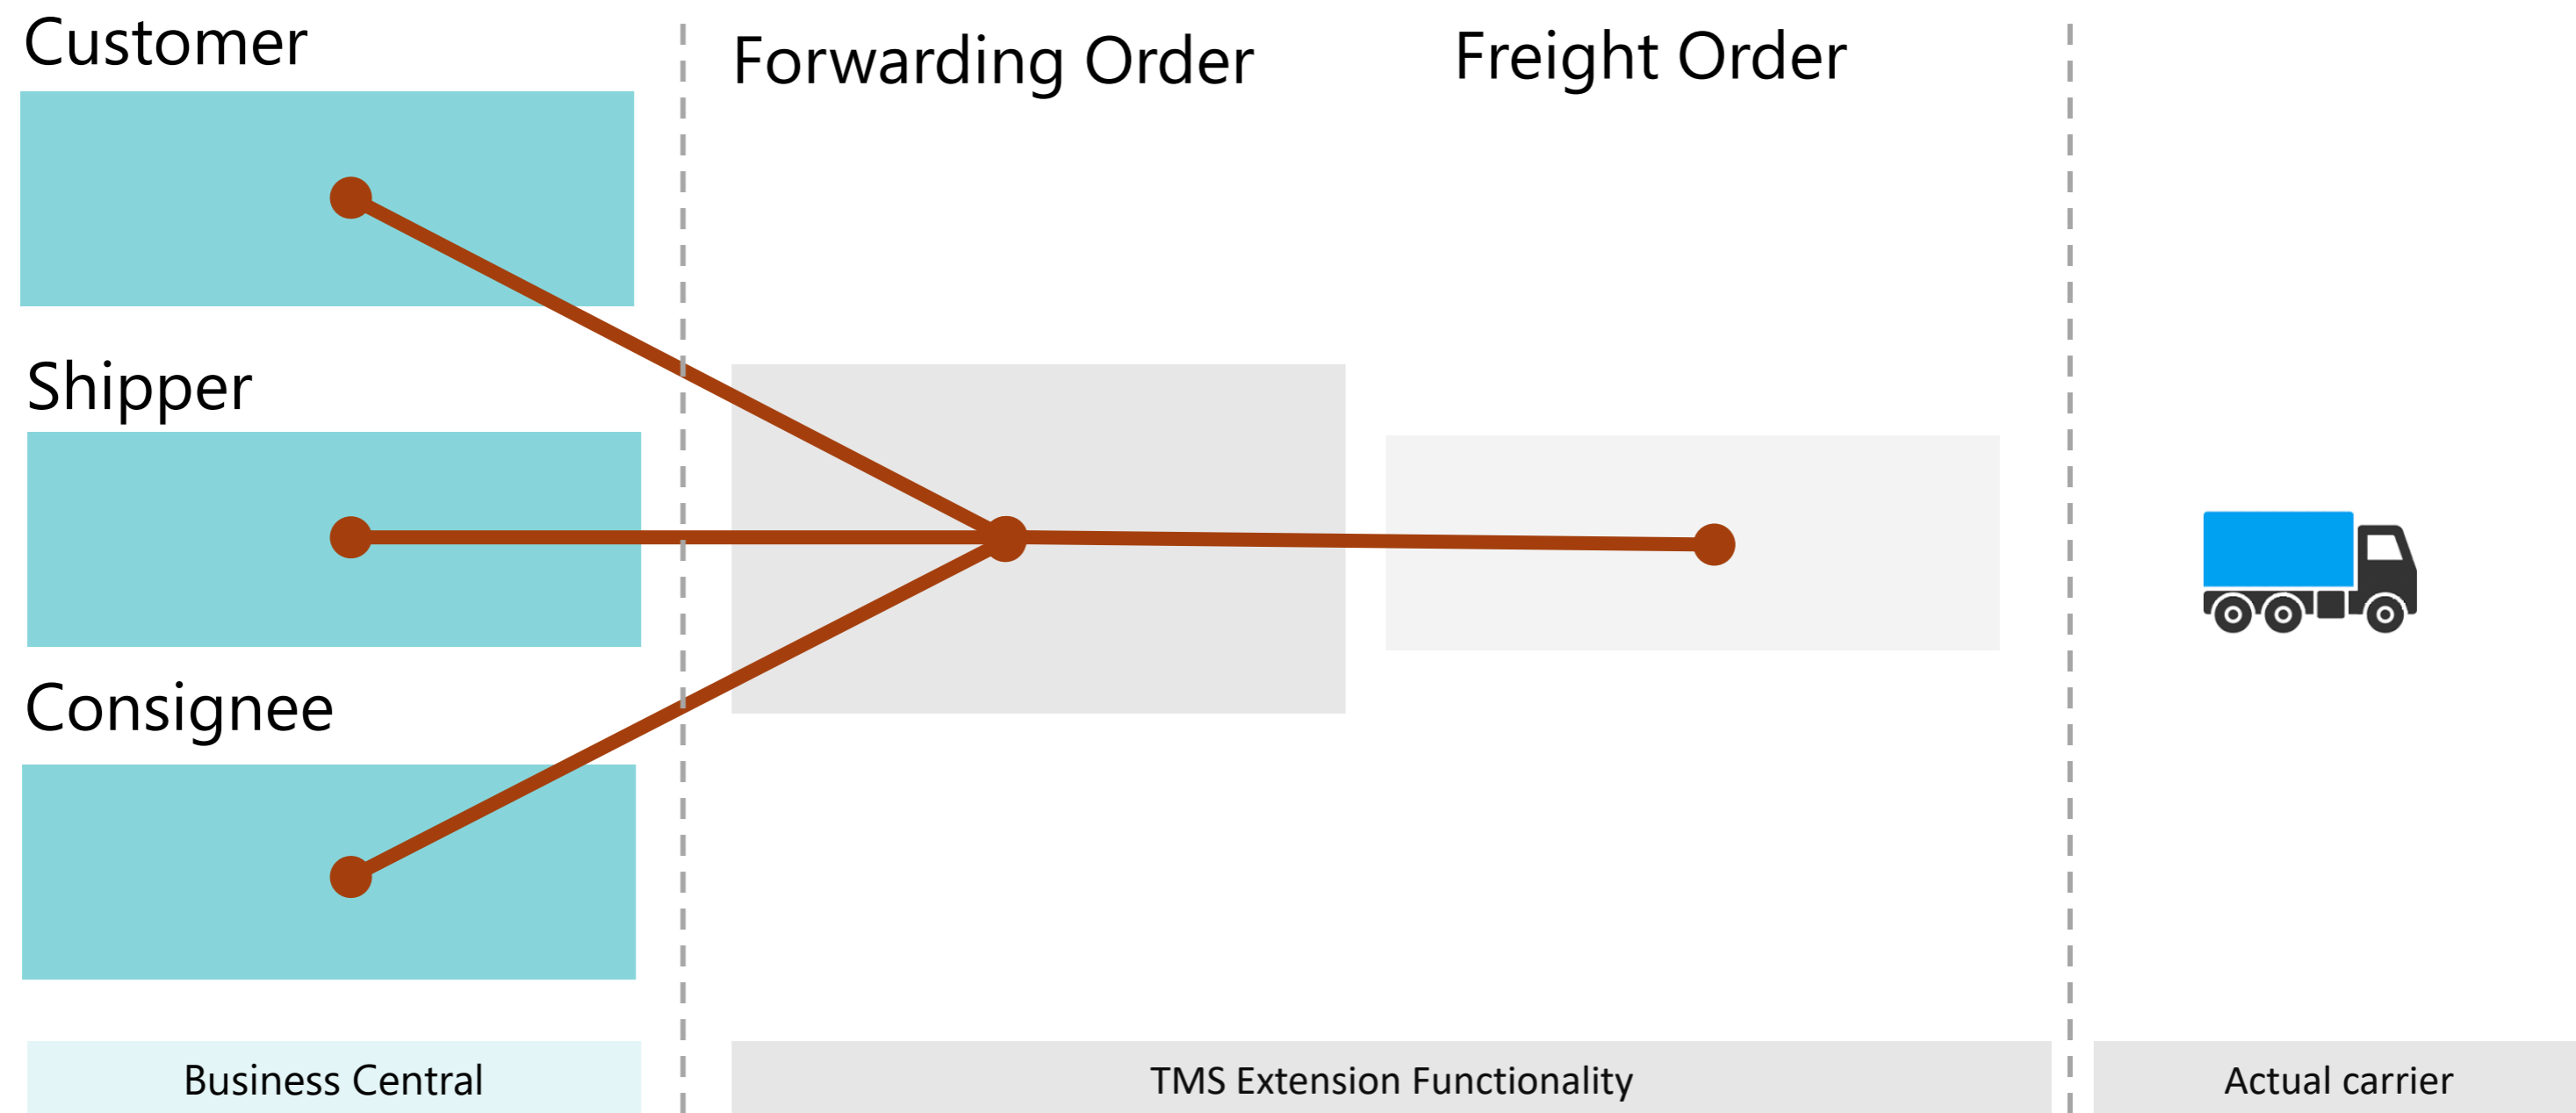 Customer
Forwarding Order
Freight Order
Shipper
Consignee
Business Central
TMS Extension Functionality
Actual carrier